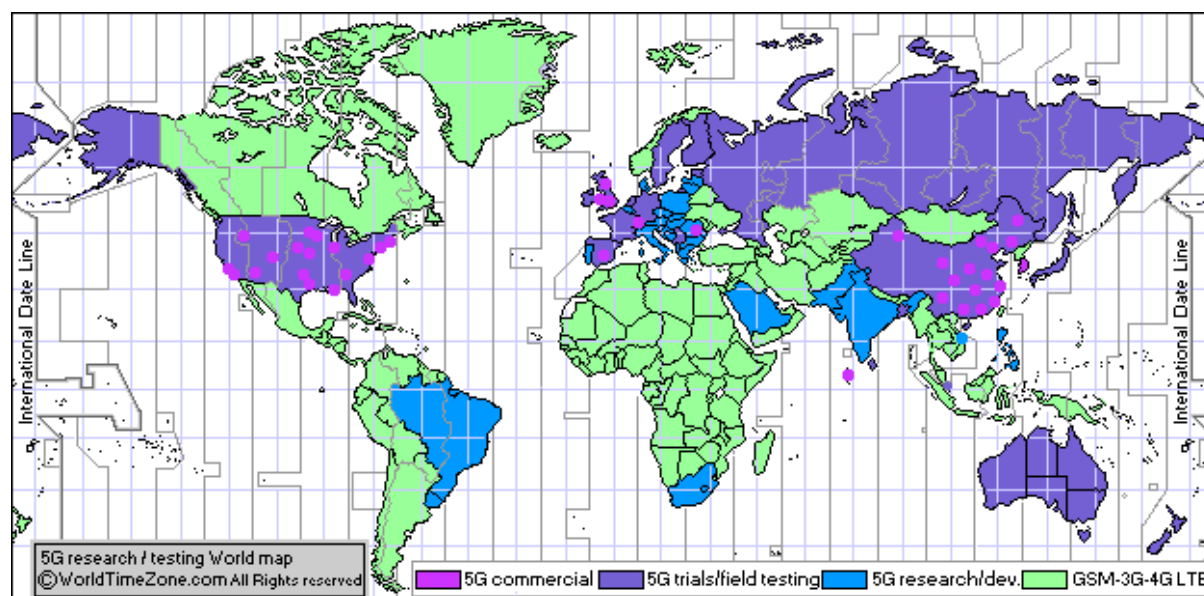 International Date Line
International Date Line
5G research / testing World map
©WorldTimeZone.com All Rights reserved
5G commercial
5G trials/field testing
5G research/dev.
GSM-3G-4G LTE